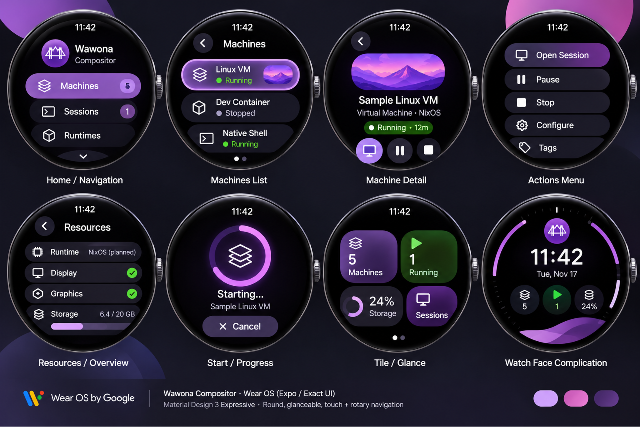 11:42
Wawona
Compositor
Machines 5
Sessions 1
Runtimes
Home / Navigation
11:42
Machines
Linux VM
Running
Dev Container
Stopped
Native Shell
Running
Machines List
11:42
Sample Linux VM
Virtual Machine • NixOS
Running • 12m
Machine Detail
11:42
Open Session
Pause
Stop
Configure
Tags
Actions Menu
11:42
Resources
Runtime NixOS (planned)
Display
Graphics
Storage 6.4 / 20 GB
Resources / Overview
11:42
Starting...
Sample Linux VM
× Cancel
Start / Progress
11:42
5
Machines
1
Running
24%
Storage
Sessions
Tile / Glance
11:42
Tue, Nov 17
5
1
24%
Watch Face Complication
Wear OS by Google
Wawona Compositor - Wear OS (Expo / Exact UI)
Material Design 3 Expressive • Round, glanceable, touch + rotary navigation